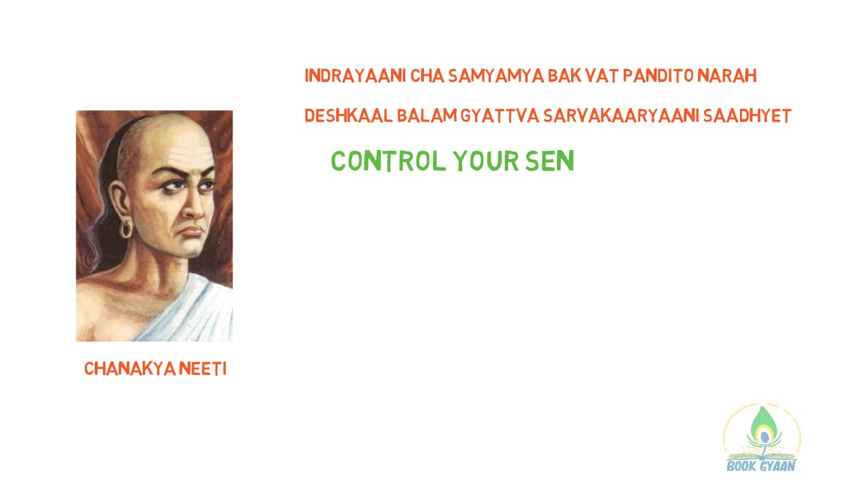 INDRAYAANI CHA SAMYAMYA BAK VAT PANDITO NARAH
DESHKAAL BALAM GYATTVA SARVAKAARYAANI SAADHYET
CONTROL YOUR SEN
CHANAKYA NEETI
BOOK GYAAN